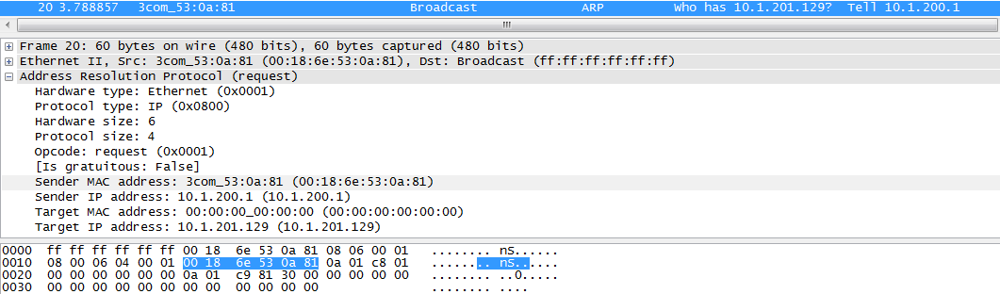 20 3.788857 3com_53:0a:81 Broadcast ARP Who has 10.1.201.129? Tell 10.1.200.1
Frame 20: 60 bytes on wire (480 bits), 60 bytes captured (480 bits)
Ethernet II, Src: 3com_53:0a:81 (00:18:6e:53:0a:81), Dst: Broadcast (ff:ff:ff:ff:ff:ff)
Address Resolution Protocol (request)
Hardware type: Ethernet (0x0001)
Protocol type: IP (0x0800)
Hardware size: 6
Protocol size: 4
Opcode: request (0x0001)
[Is gratuitous: False]
Sender MAC address: 3com_53:0a:81 (00:18:6e:53:0a:81)
Sender IP address: 10.1.200.1 (10.1.200.1)
Target MAC address: 00:00:00_00:00:00 (00:00:00:00:00:00)
Target IP address: 10.1.201.129 (10.1.201.129)
0000 ff ff ff ff ff ff 00 18 6e 53 0a 81 08 06 00 01 ........ nS......
0010 08 00 06 04 00 01 00 18 6e 53 0a 81 0a 01 c8 01 ........ nS......
0020 00 00 00 00 00 00 0a 01 c9 81 30 00 00 00 00 00 ........ ..0.....
0030 00 00 00 00 00 00 00 00 00 00 00 00 ........ ....